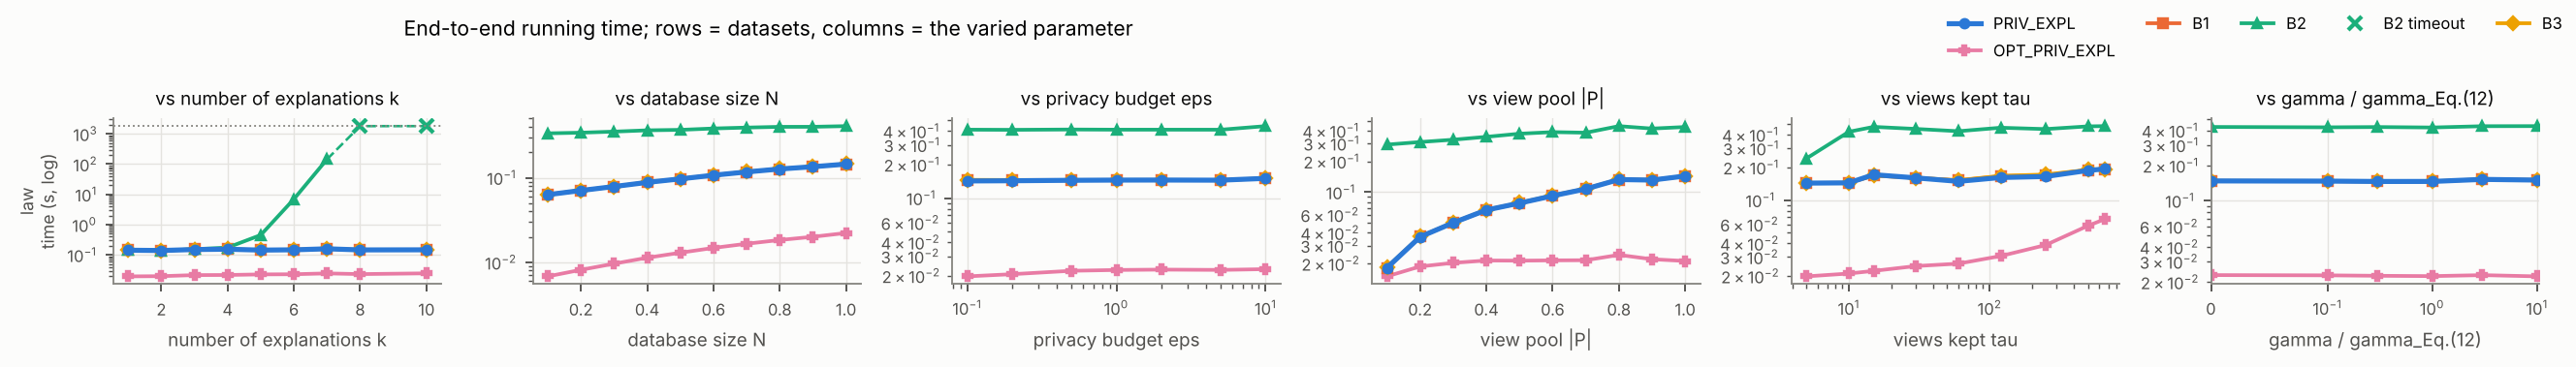 End-to-end running time; rows = datasets, columns = the varied parameter
PRIV_EXPL
B1
B2
B2 timeout
B3
OPT_PRIV_EXPL
vs number of explanations k
law
time (s, log)
10³
10²
10¹
10⁰
10⁻¹
2 4 6 8 10
number of explanations k
vs database size N
10⁻¹
10⁻²
0.2 0.4 0.6 0.8 1.0
database size N
vs privacy budget eps
4 × 10⁻¹
3 × 10⁻¹
2 × 10⁻¹
10⁻¹
6 × 10⁻²
4 × 10⁻²
3 × 10⁻²
2 × 10⁻²
10⁻¹ 10⁰ 10¹
privacy budget eps
vs view pool |P|
4 × 10⁻¹
3 × 10⁻¹
2 × 10⁻¹
10⁻¹
6 × 10⁻²
4 × 10⁻²
3 × 10⁻²
2 × 10⁻²
0.2 0.4 0.6 0.8 1.0
view pool |P|
vs views kept tau
4 × 10⁻¹
3 × 10⁻¹
2 × 10⁻¹
10⁻¹
6 × 10⁻²
4 × 10⁻²
3 × 10⁻²
2 × 10⁻²
10¹ 10²
views kept tau
vs gamma / gamma_Eq.(12)
4 × 10⁻¹
3 × 10⁻¹
2 × 10⁻¹
10⁻¹
6 × 10⁻²
4 × 10⁻²
3 × 10⁻²
2 × 10⁻²
0 10⁻¹ 10⁰ 10¹
gamma / gamma_Eq.(12)